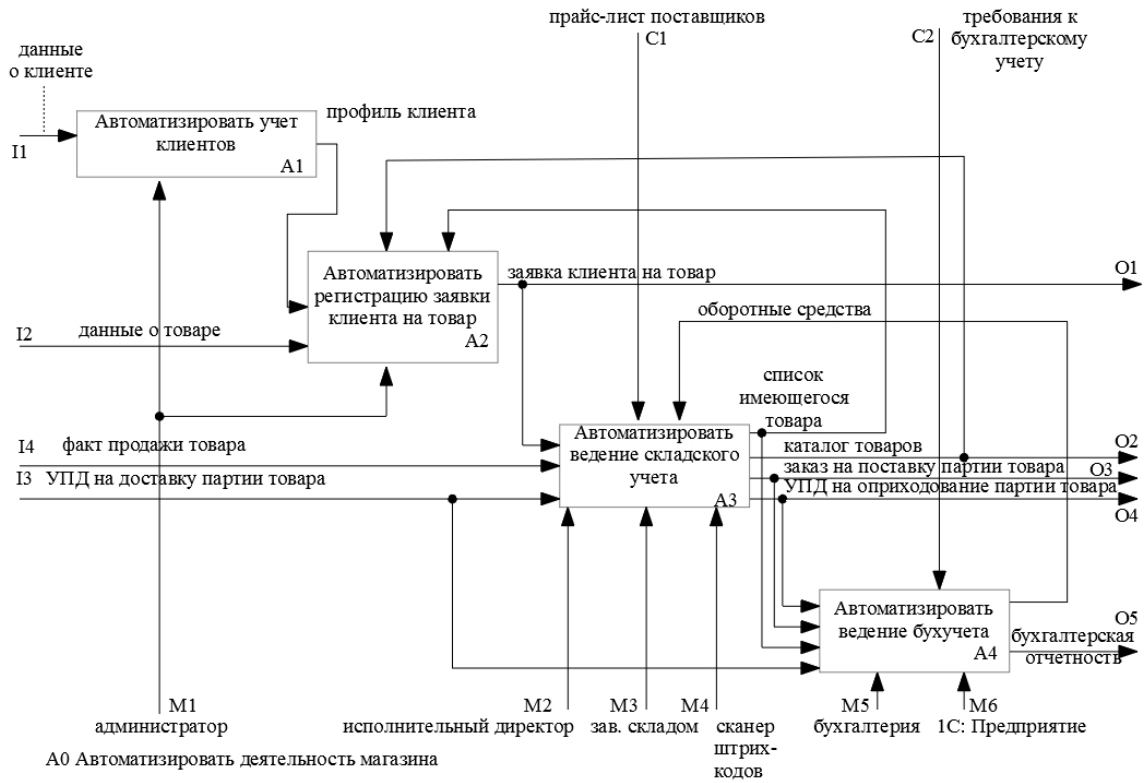 прайс-лист поставщиков
C1
требования к
бухгалтерскому
учету
C2
данные
о клиенте
I1
Автоматизировать учет
клиентов
A1
профиль клиента
Автоматизировать
регистрацию заявки
клиента на товар
A2
заявка клиента на товар
O1
I2
данные о товаре
оборотные средства
список
имеющегося
товара
I4
факт продажи товара
I3
УПД на доставку партии товара
Автоматизировать
ведение складского
учета
A3
каталог товаров
O2
заказ на поставку партии товара
O3
УПД на оприходование партии товара
O4
Автоматизировать
ведение бухучета
A4
O5
бухгалтерская
отчетность
M1
администратор
M2
исполнительный директор
M3
зав. складом
M4
сканер
штрих-
кодов
M5
бухгалтерия
M6
1С: Предприятие
A0 Автоматизировать деятельность магазина